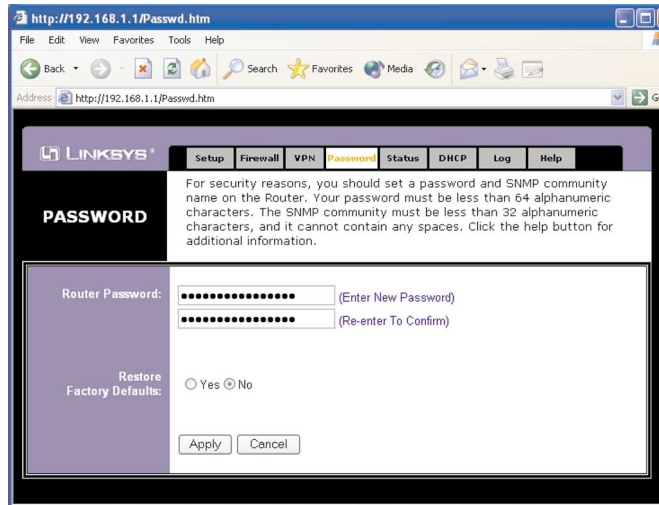 http://192.168.1.1/Passwd.htm
File Edit View Favorites Tools Help
Back Search Favorites Media
Address http://192.168.1.1/Passwd.htm G
LINKSYS®
Setup Firewall VPN Password Status DHCP Log Help
PASSWORD
For security reasons, you should set a password and SNMP community
name on the Router. Your password must be less than 64 alphanumeric
characters. The SNMP community must be less than 32 alphanumeric
characters, and it cannot contain any spaces. Click the help button for
additional information.
Router Password:
(Enter New Password)
(Re-enter To Confirm)
Restore
Factory Defaults:
Yes No
Apply Cancel